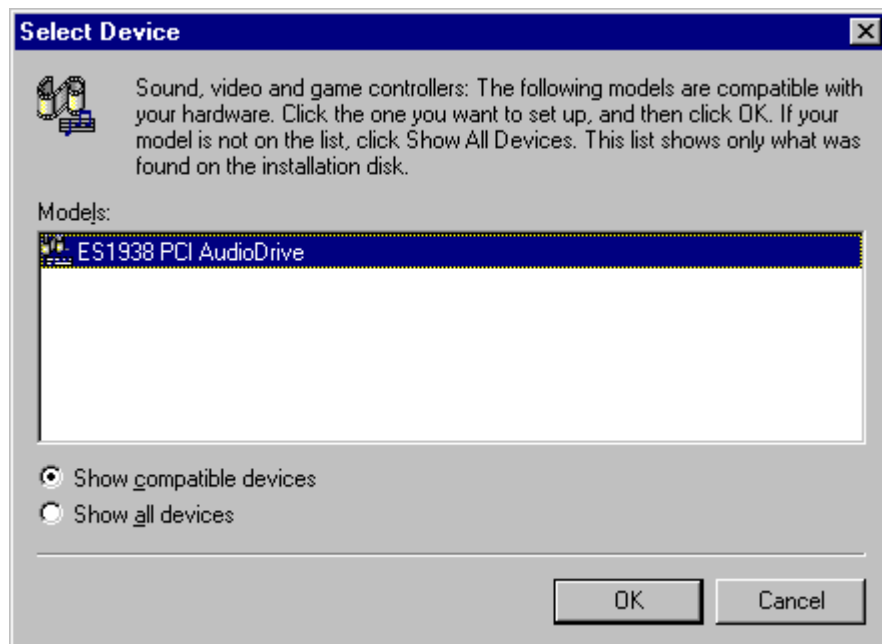 Select Device
Sound, video and game controllers: The following models are compatible with
your hardware. Click the one you want to set up, and then click OK. If your
model is not on the list, click Show All Devices. This list shows only what was
found on the installation disk.
Models:
ES1938 PCI AudioDrive
Show compatible devices
Show all devices
OK
Cancel